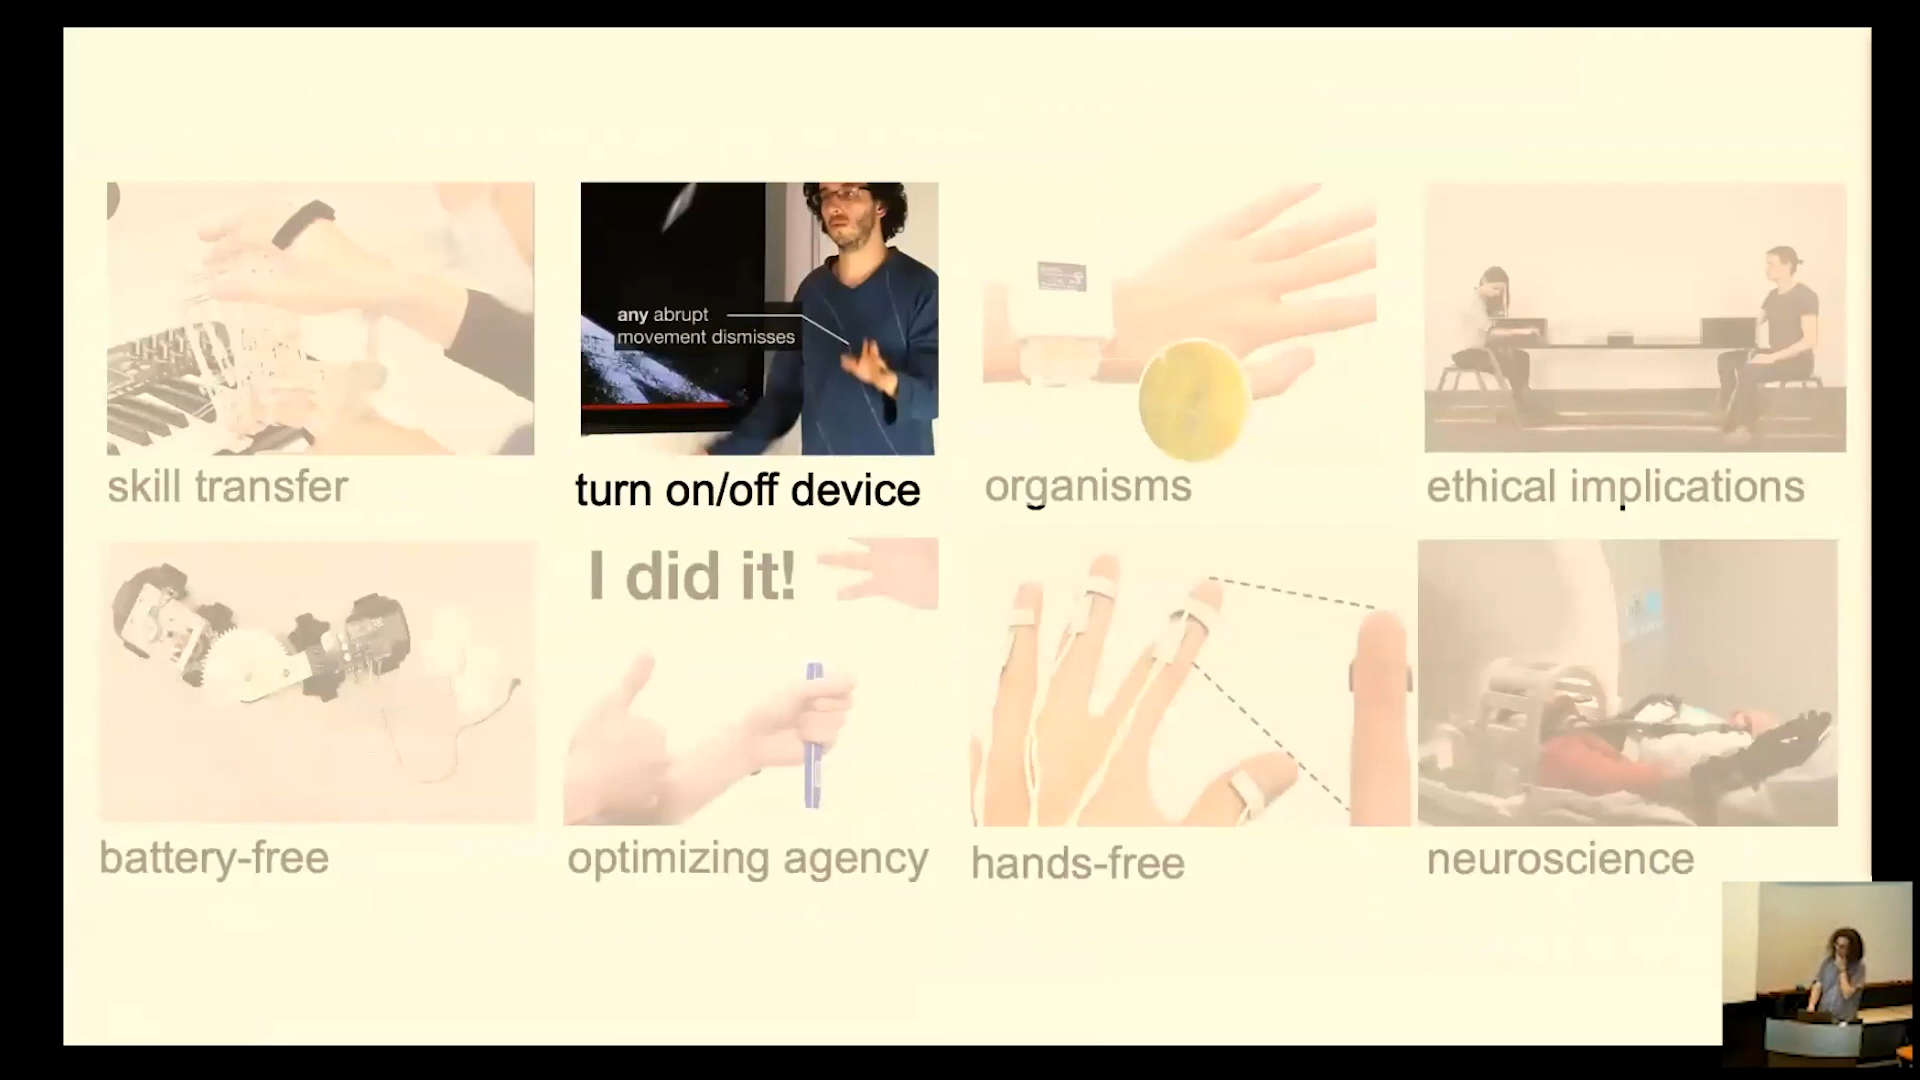 any abrupt
movement dismisses
skill transfer
turn on/off device
organisms
ethical implications
I did it!
battery-free
optimizing agency
hands-free
neuroscience